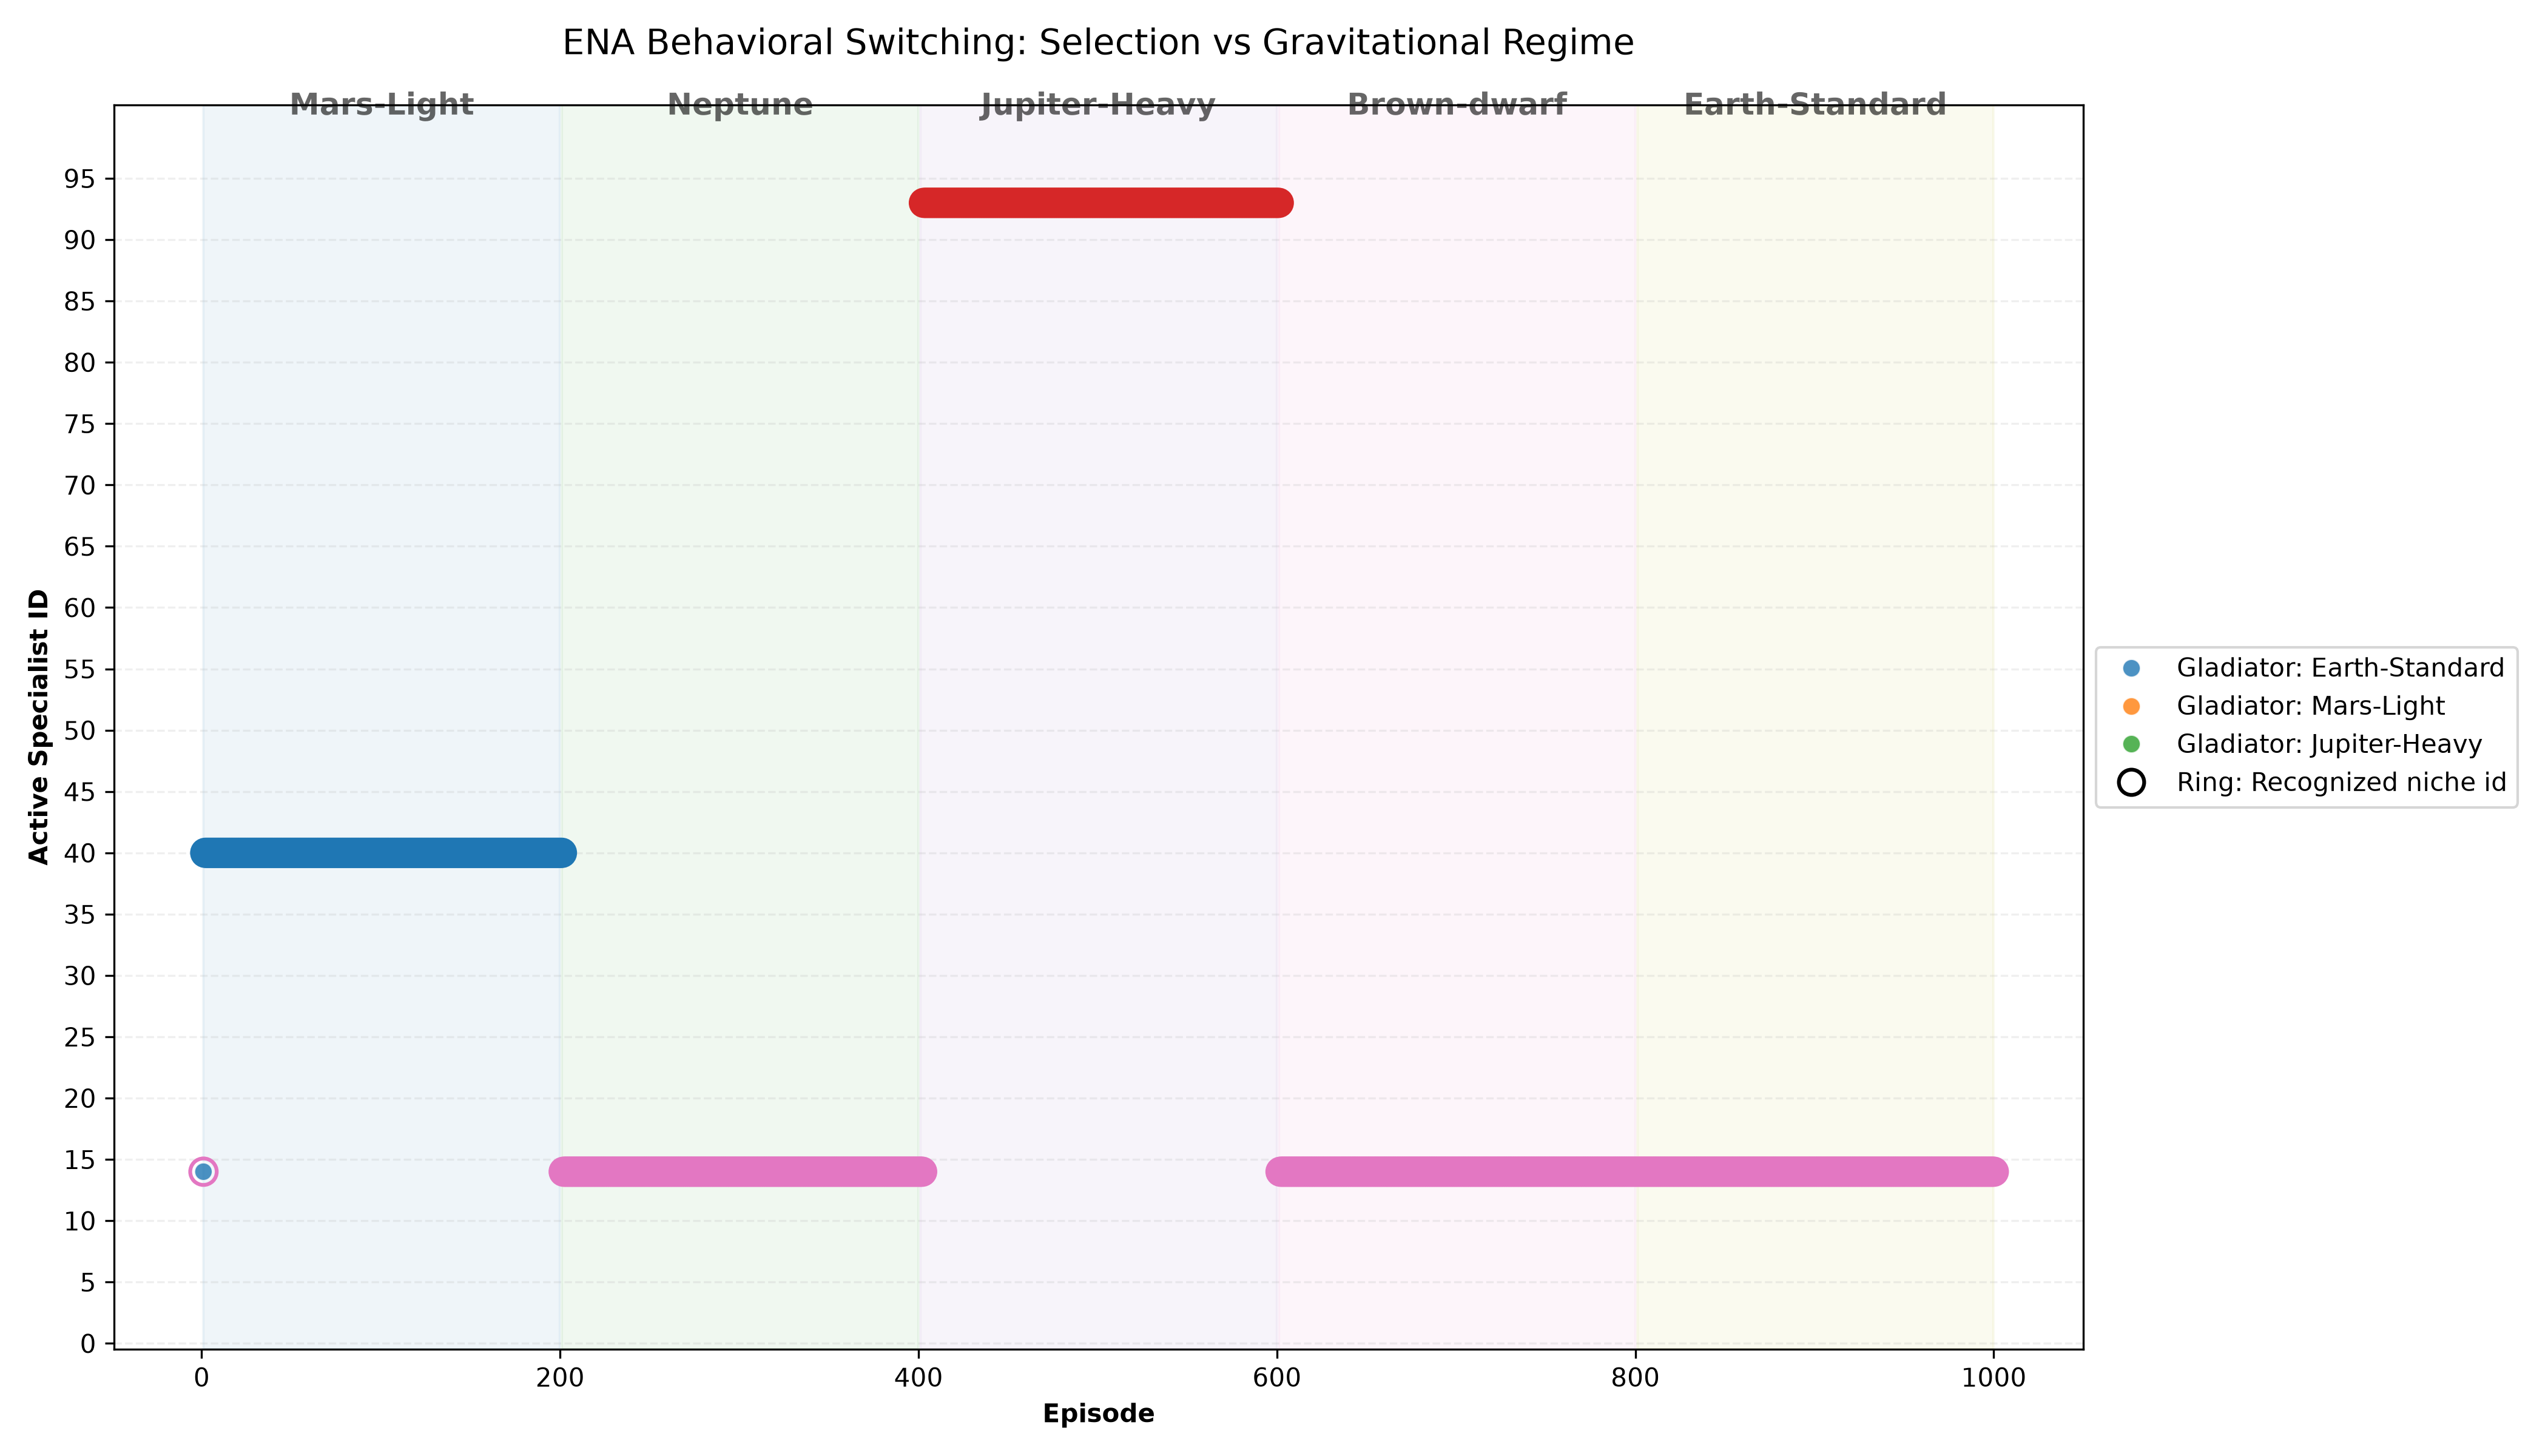 ENA Behavioral Switching: Selection vs Gravitational Regime
Mars-Light Neptune Jupiter-Heavy Brown-dwarf Earth-Standard
95
90
85
80
75
70
65
60
55
50
45
40
35
30
25
20
15
10
5
0
Active Specialist ID
0 200 400 600 800 1000
Episode
Gladiator: Earth-Standard
Gladiator: Mars-Light
Gladiator: Jupiter-Heavy
Ring: Recognized niche id